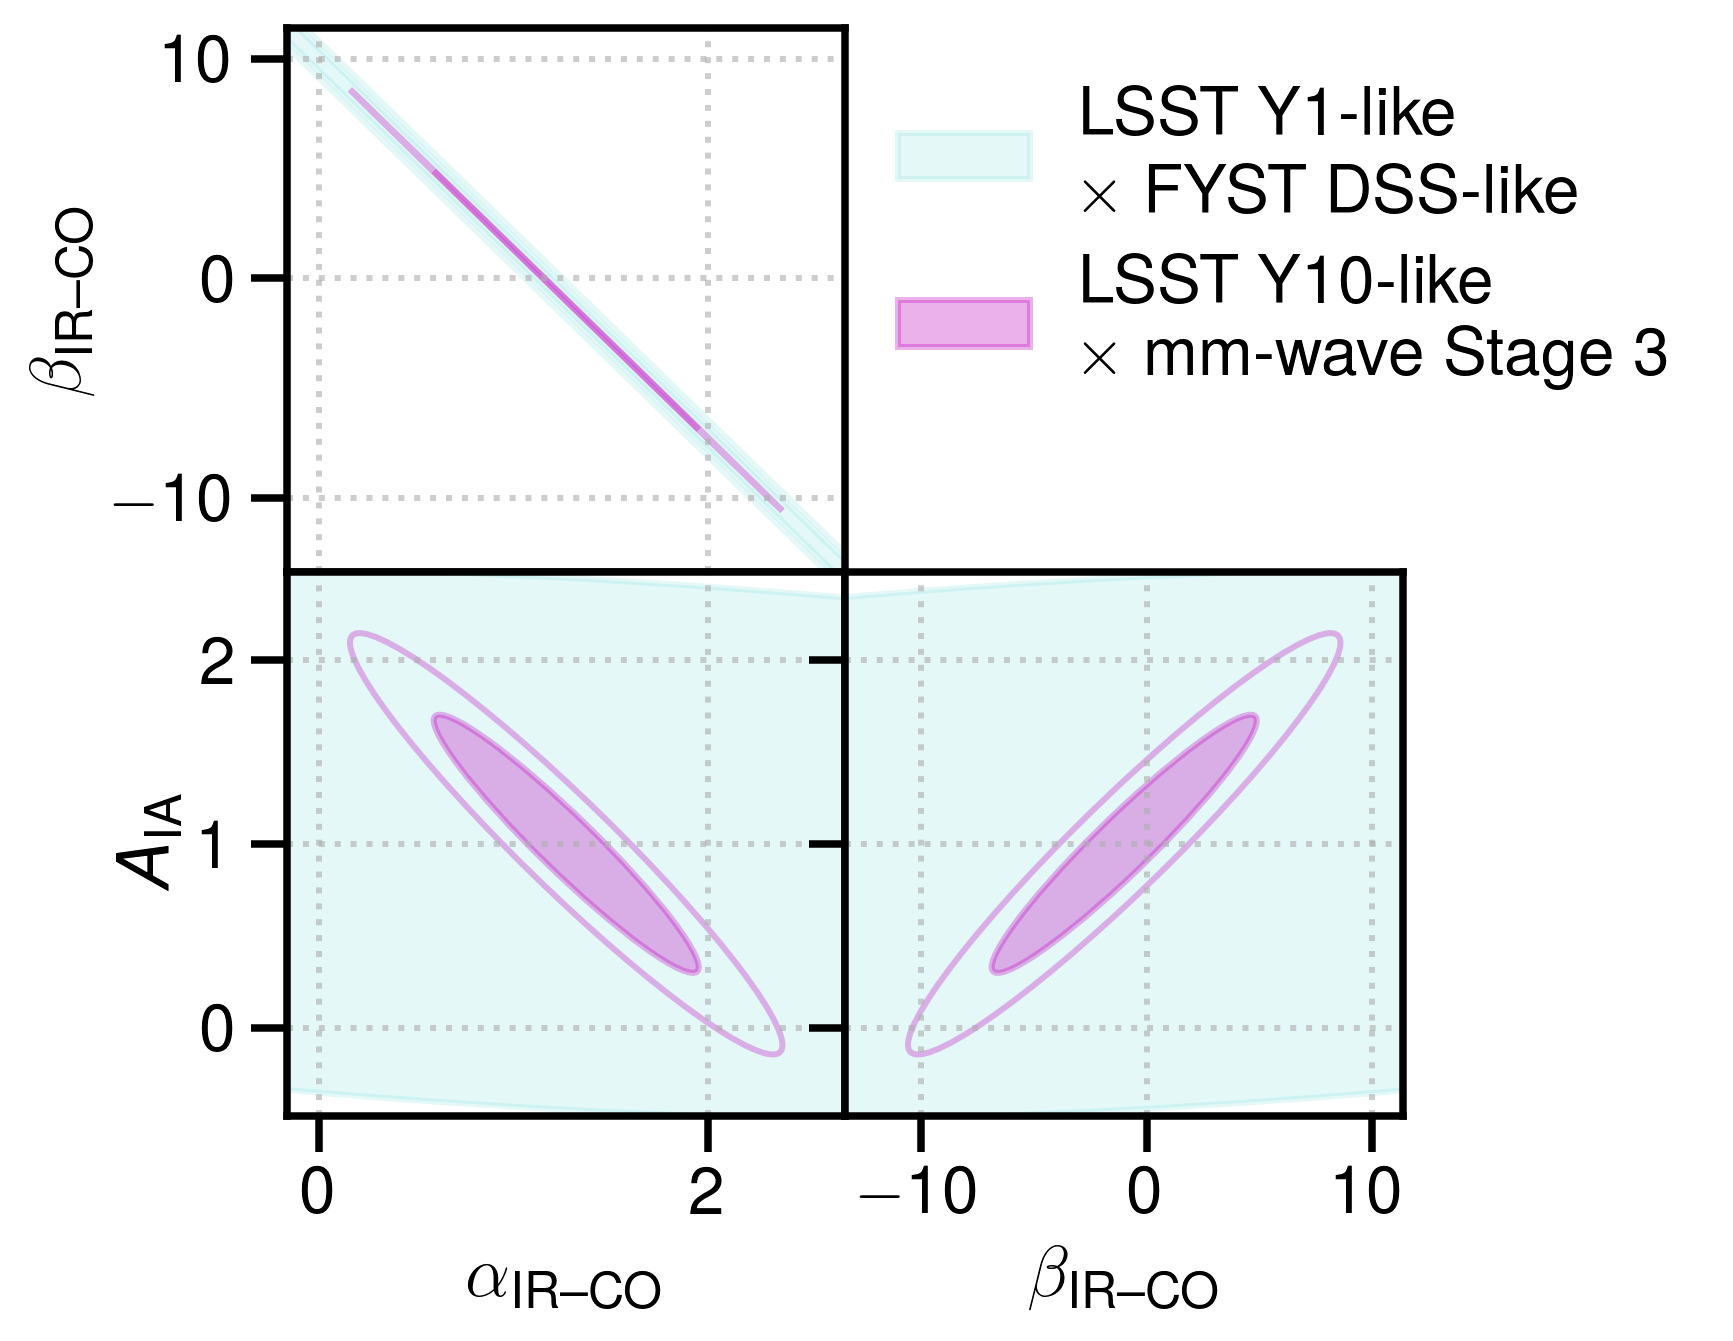 10
0
−10
β_IR–CO
LSST Y1-like
× FYST DSS-like
LSST Y10-like
× mm-wave Stage 3
2
1
0
A_IA
0
2
−10
0
10
α_IR–CO
β_IR–CO